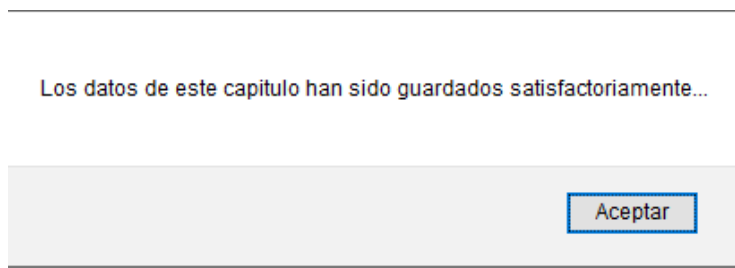 Los datos de este capitulo han sido guardados satisfactoriamente...
Aceptar